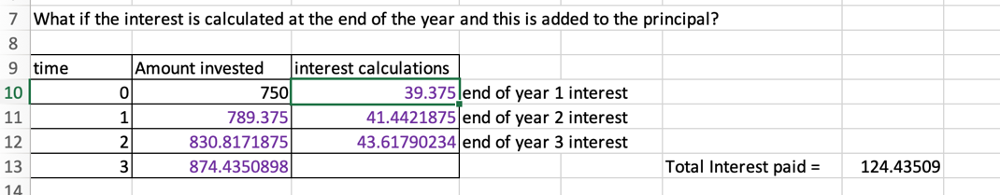 7 What if the interest is calculated at the end of the year and this is added to the principal?
8
9 time Amount invested interest calculations
10 0 750 39.375 end of year 1 interest
11 1 789.375 41.4421875 end of year 2 interest
12 2 830.8171875 43.61790234 end of year 3 interest
13 3 874.4350898 Total Interest paid = 124.43509
14